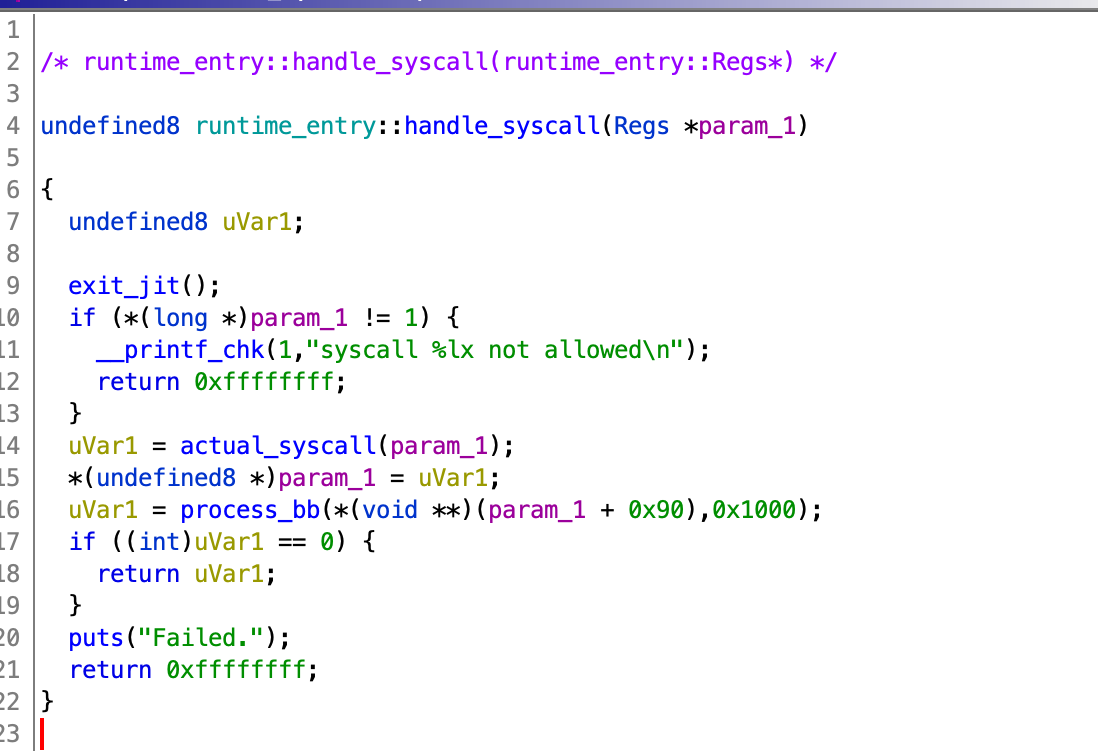 1
2 /* runtime_entry::handle_syscall(runtime_entry::Regs*) */
3
4 undefined8 runtime_entry::handle_syscall(Regs *param_1)
5
6 {
7   undefined8 uVar1;
8
9   exit_jit();
10   if (*(long *)param_1 != 1) {
11     __printf_chk(1,"syscall %lx not allowed\n");
12     return 0xffffffff;
13   }
14   uVar1 = actual_syscall(param_1);
15   *(undefined8 *)param_1 = uVar1;
16   uVar1 = process_bb(*(void **)(param_1 + 0x90),0x1000);
17   if ((int)uVar1 == 0) {
18     return uVar1;
19   }
20   puts("Failed.");
21   return 0xffffffff;
22 }
23